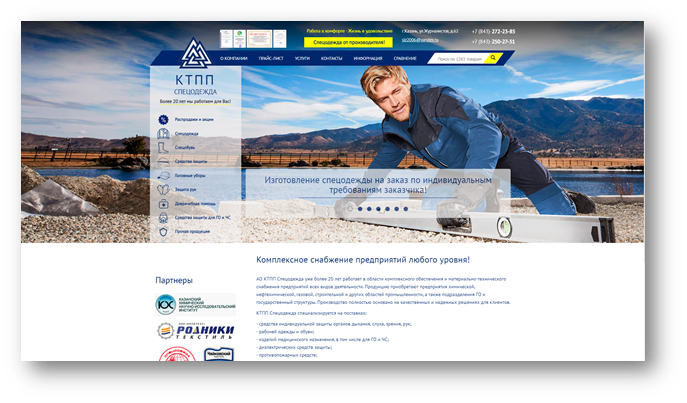 Работа в комфорте - Жизнь в удовольствие
Спецодежда от производителя!
г.Казань, ул.Журналистов, д.62
+7 (843) 272-23-85
+7 (843) 250-27-31
О КОМПАНИИ
ПРАЙС-ЛИСТ
УСЛУГИ
КОНТАКТЫ
ИНФОРМАЦИЯ
СРАВНЕНИЕ
КТПП
СПЕЦОДЕЖДА
Более 20 лет мы работаем для Вас!
Распродажи и акции
Спецодежда
Спецобувь
Средства защиты
Головные уборы
Защита рук
Доврачебная помощь
Средства защиты для ГО и ЧС
Прочая продукция
Изготовление спецодежды на заказ по индивидуальным
требованиям заказчика!
Комплексное снабжение предприятий любого уровня!
АО КТПП Спецодежда уже более 20 лет работает в области комплексного обеспечения и материально-технического
снабжения предприятий всех видов деятельности. Продукцию приобретают предприятия химической,
нефтехимической, газовой, строительной и других областей промышленности, а также подразделения ГО и
государственный структуры. Производство полностью основано на качественных и надежных решениях для клиентов.
КТПП Спецодежда специализируется на поставках:
- средства индивидуальной защиты органов дыхания, слуха, зрения, рук;
- рабочей одежды и обуви;
- изделий медицинского назначения, в том числе для ГО и ЧС;
- диэлектрических средств защиты;
- противопожарных средств;
Партнеры
КАЗАНСКИЙ
ХИМИЧЕСКИЙ
НАУЧНО-ИССЛЕДОВАТЕЛЬСКИЙ
ИНСТИТУТ
РОДНИКИ
ТЕКСТИЛЬ
ЧАЙКОВСКИЙ